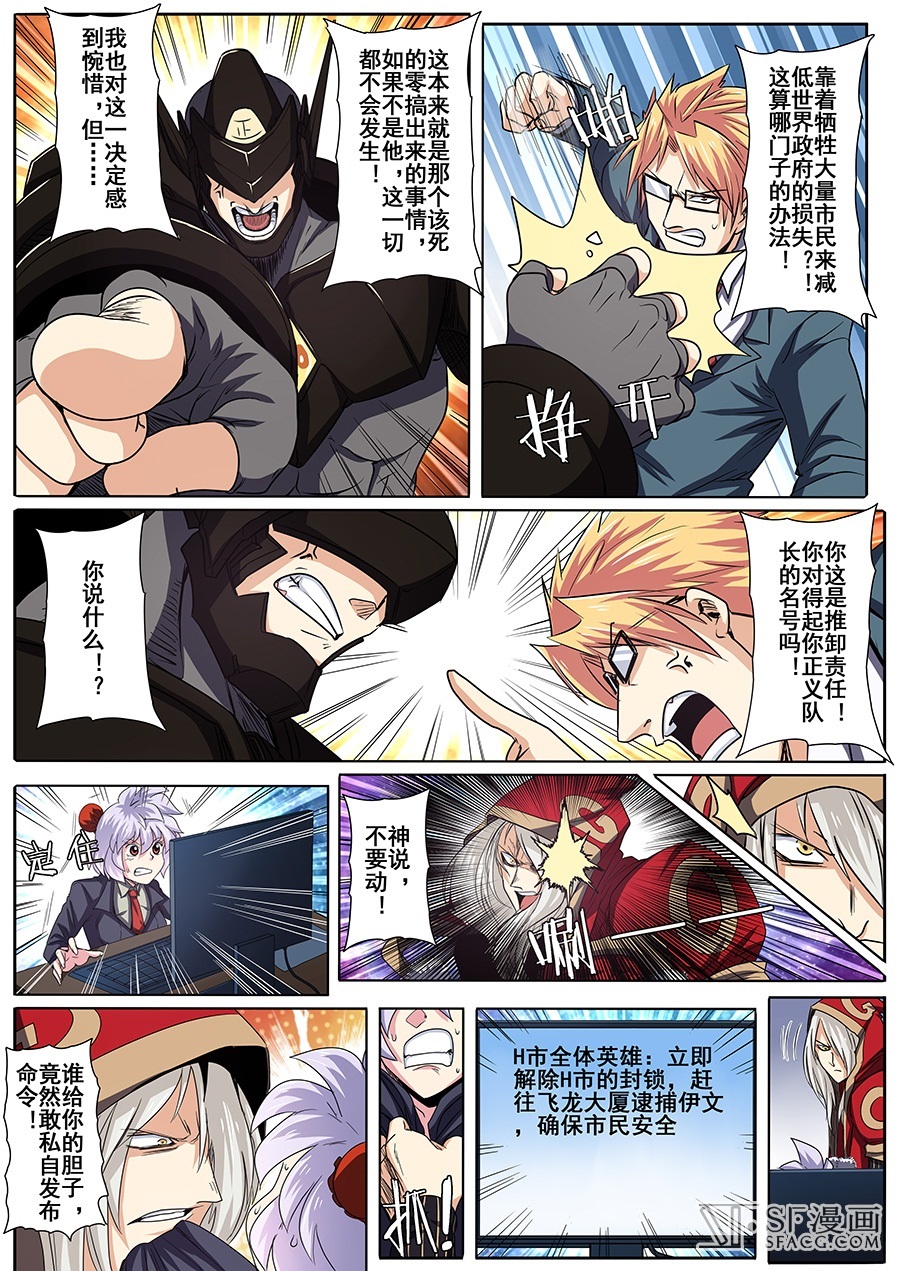 靠着牺牲大量市民来减
低世界政府的损失?!
这算哪门子的办法!
啪
挣
开
这本来就是那个该死
的零搞出来的事情,
如果不是他,这一切
都不会发生!
我也对这一决定感
到惋惜,但……
正
你这是推卸责任!
你对得起你正义队
长的名号吗!
你说什么!?
神说,
不要动!
唰——
定住
H市全体英雄:立即
解除H市的封锁,赶
往飞龙大厦逮捕伊文
,确保市民安全
抓!
谁给你的胆子,
竟然敢私自发布
命令!
SF漫画
SFACG.COM